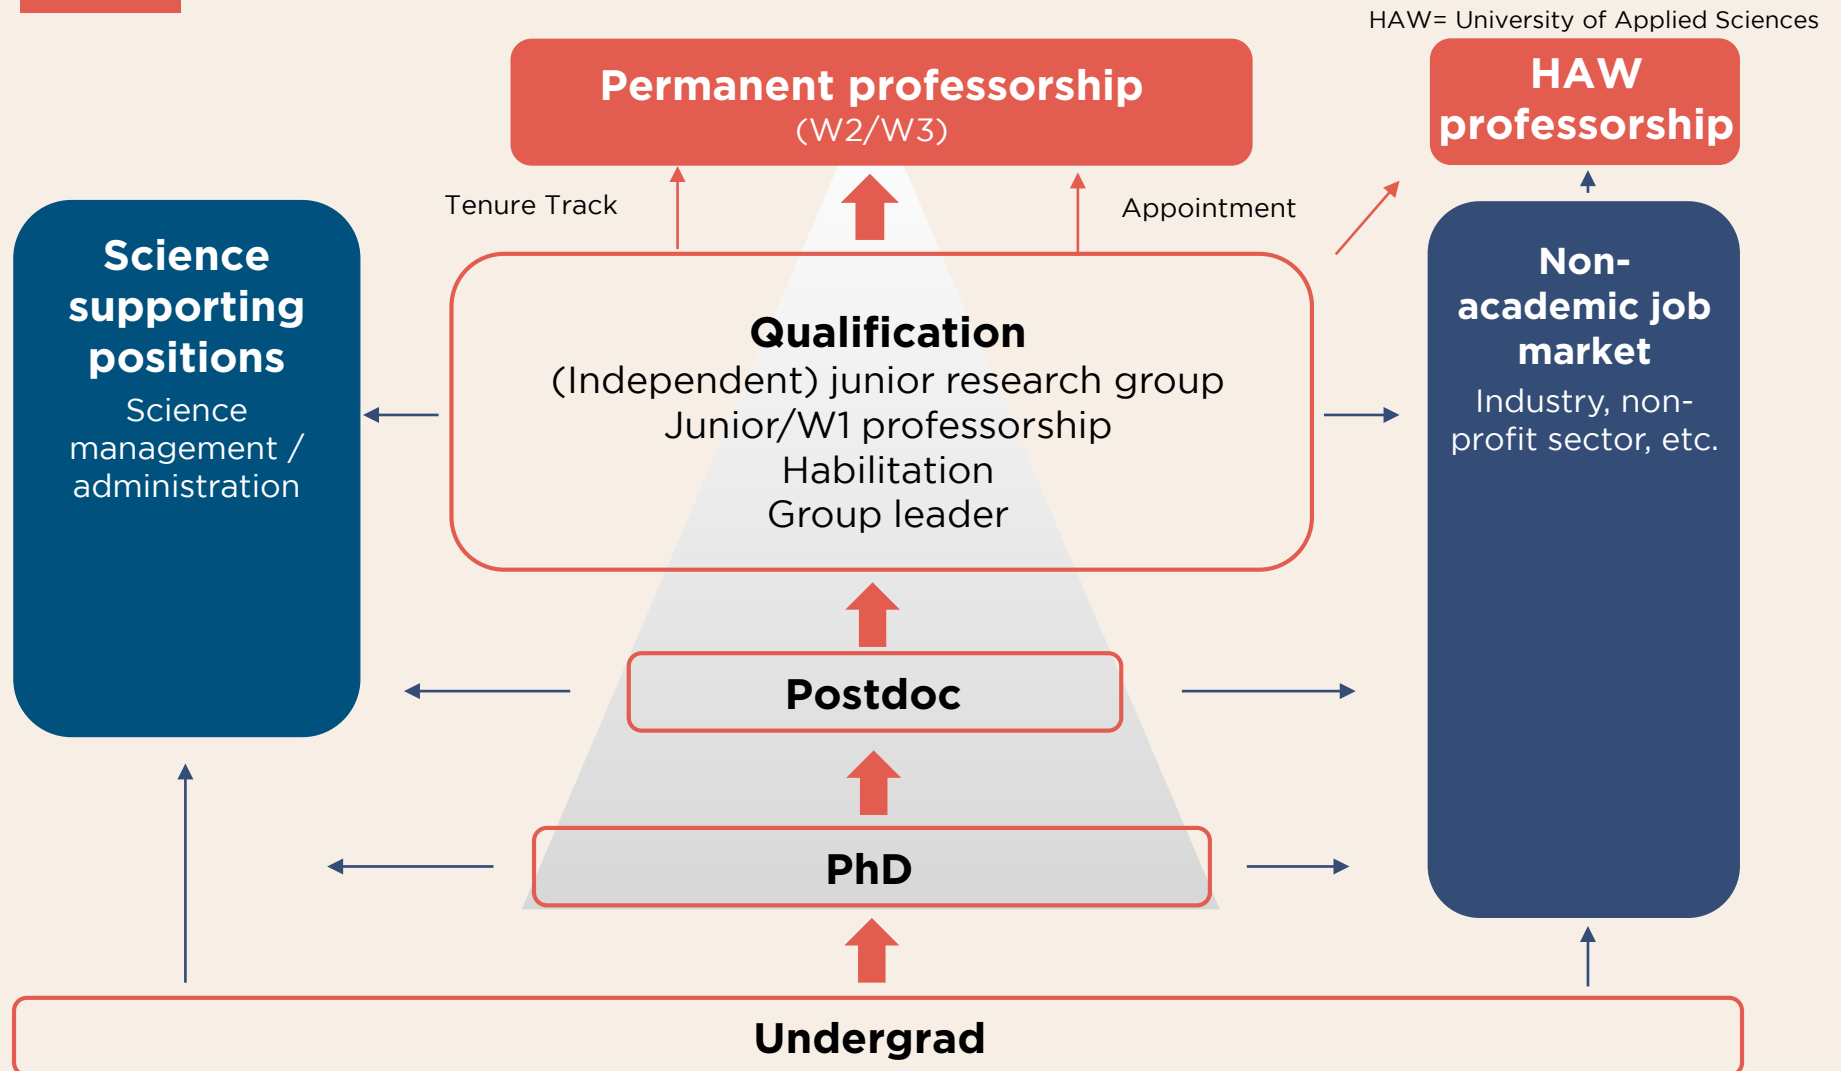 HAW= University of Applied Sciences
Permanent professorship
(W2/W3)
HAW
professorship
Tenure Track
Appointment
Science
supporting
positions
Science
management /
administration
Qualification
(Independent) junior research group
Junior/W1 professorship
Habilitation
Group leader
Non-
academic job
market
Industry, non-
profit sector, etc.
Postdoc
PhD
Undergrad